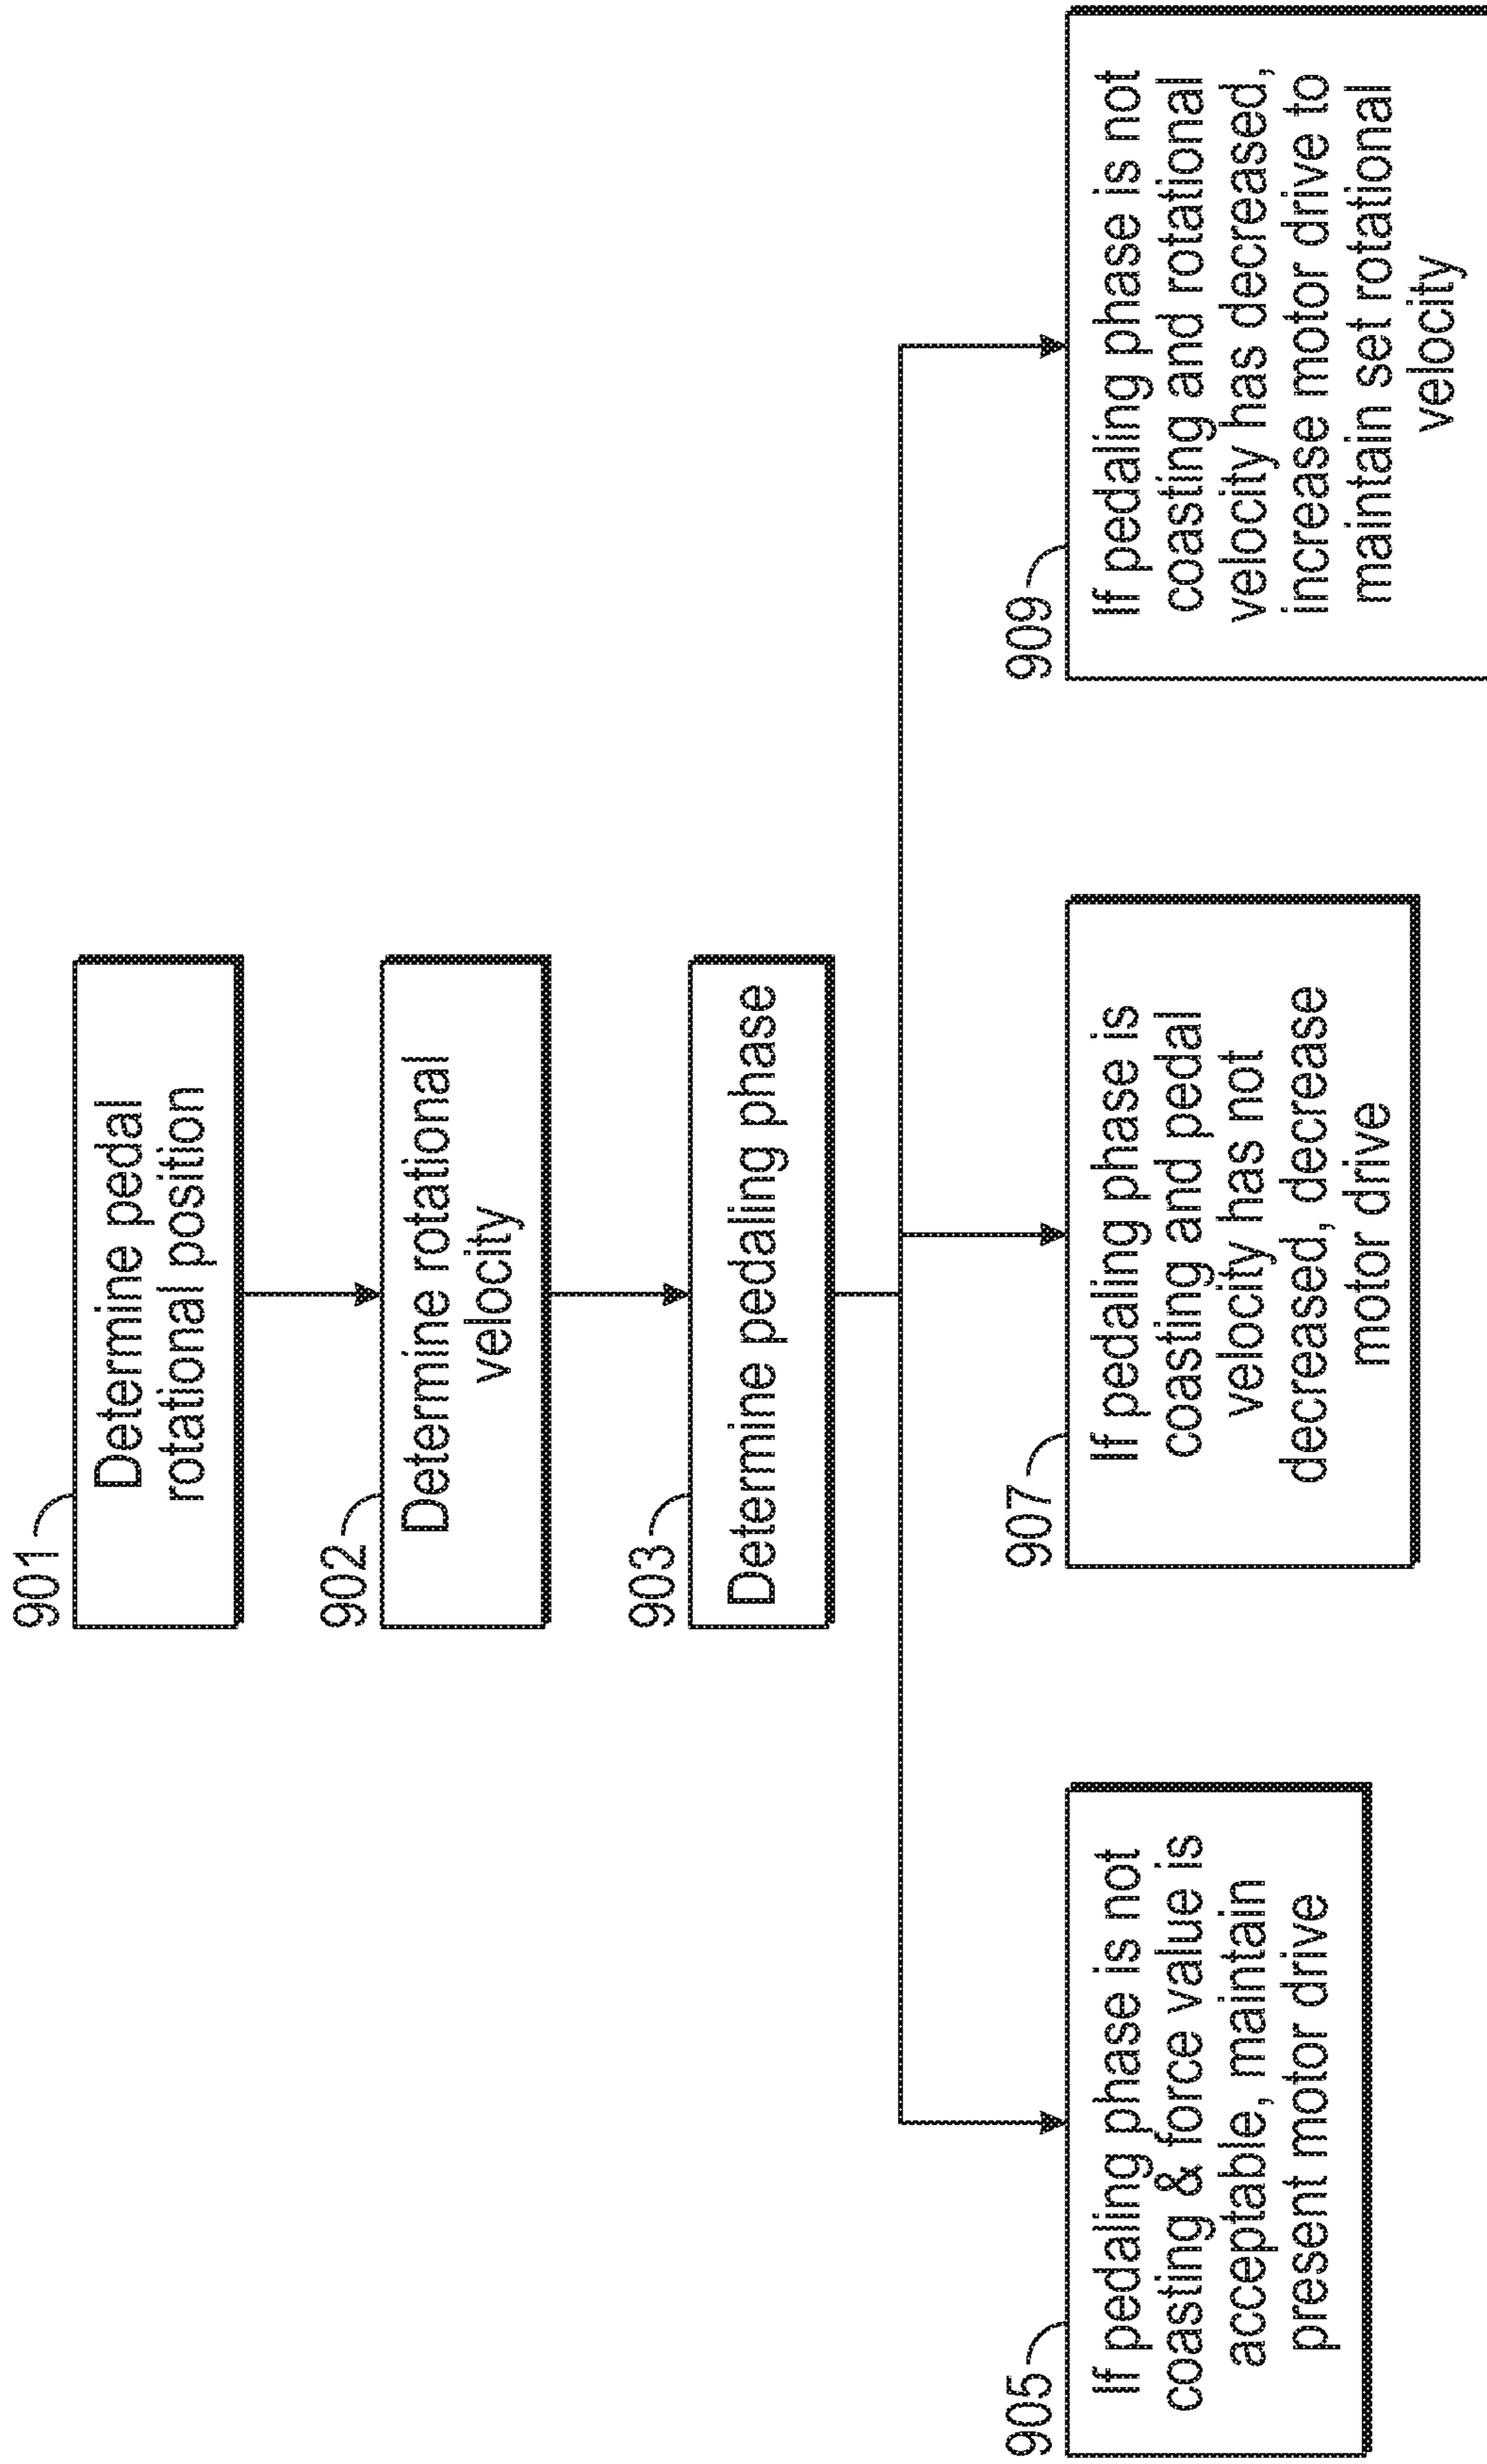 901
Determine pedal
rotational position
902
Determine rotational
velocity
903
Determine pedaling phase
905
If pedaling phase is not
coasting & force value is
acceptable, maintain
present motor drive
907
If pedaling phase is
coasting and pedal
velocity has not
decreased, decrease
motor drive
909
If pedaling phase is not
coasting and rotational
velocity has decreased,
increase motor drive to
maintain set rotational
velocity